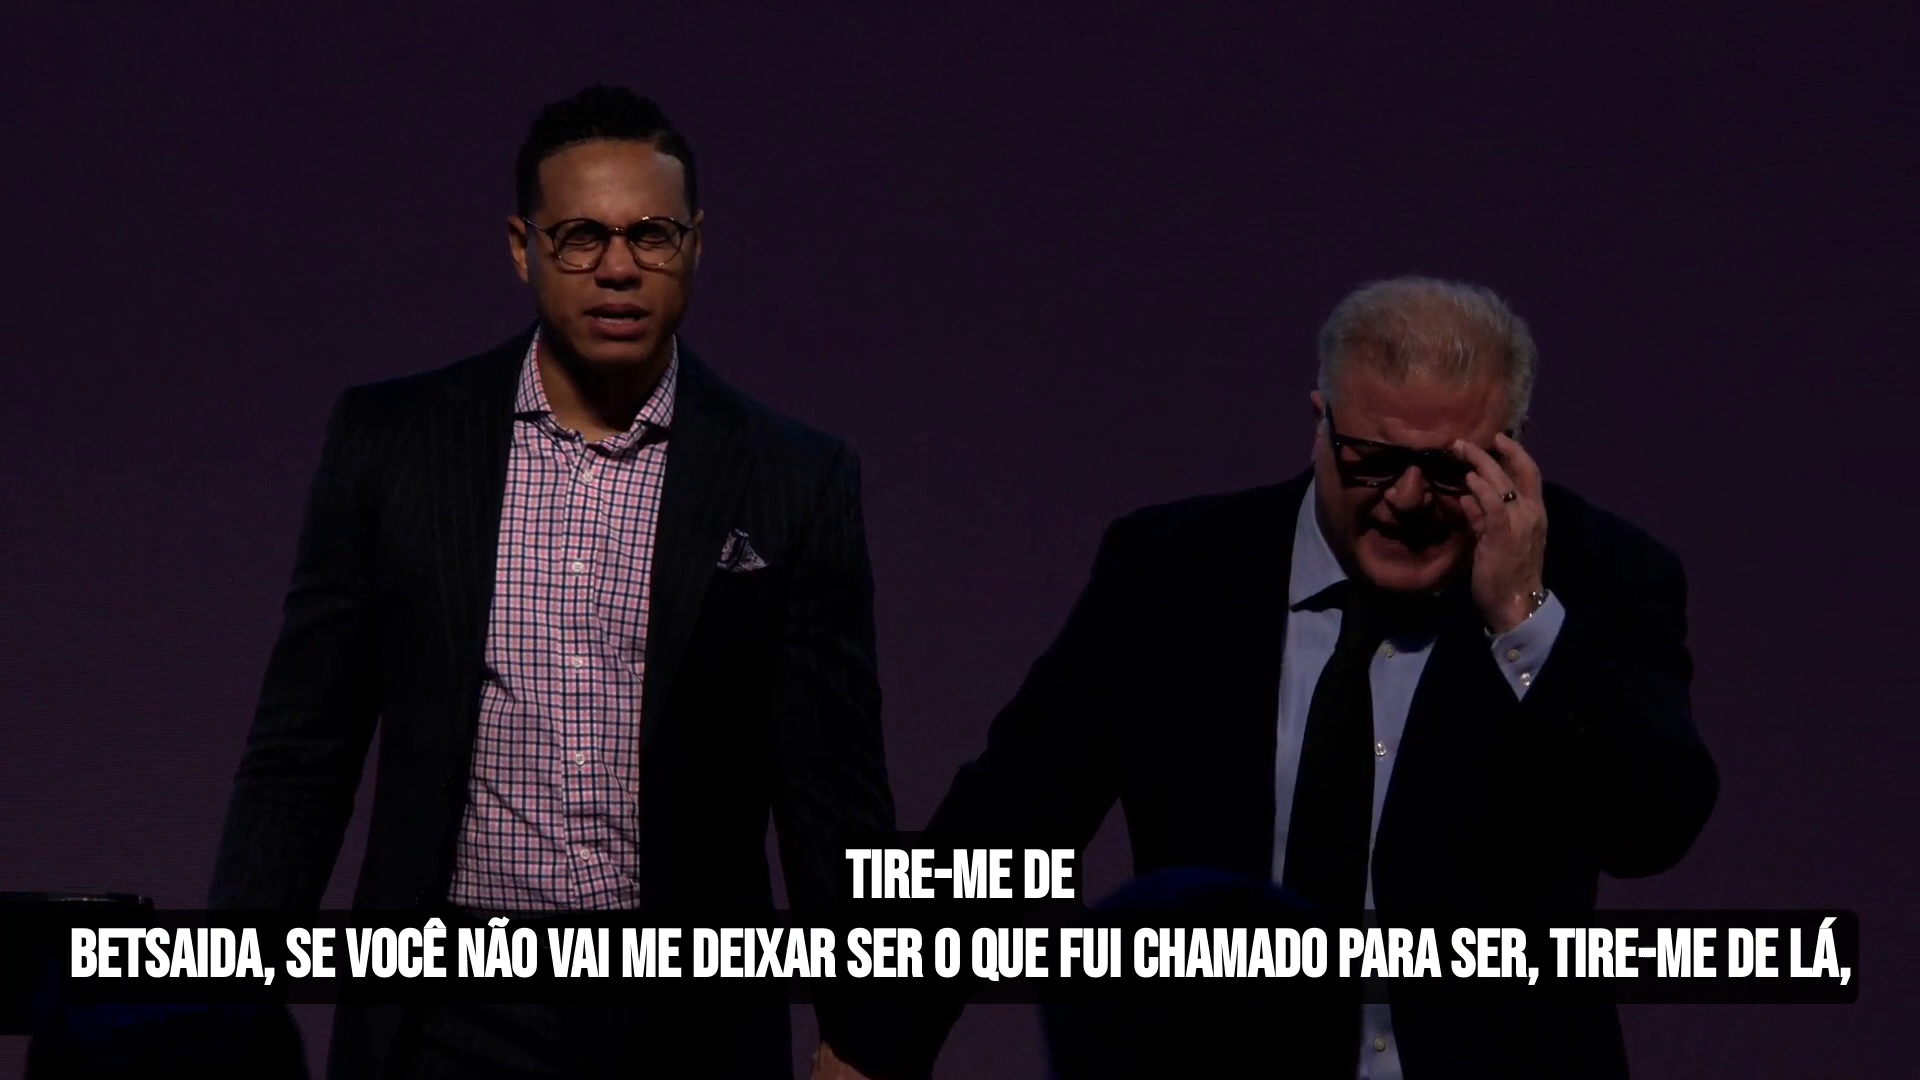 TIRE-ME DE
BETSAIDA, SE VOCÊ NÃO VAI ME DEIXAR SER O QUE FUI CHAMADO PARA SER, TIRE-ME DE LÁ,